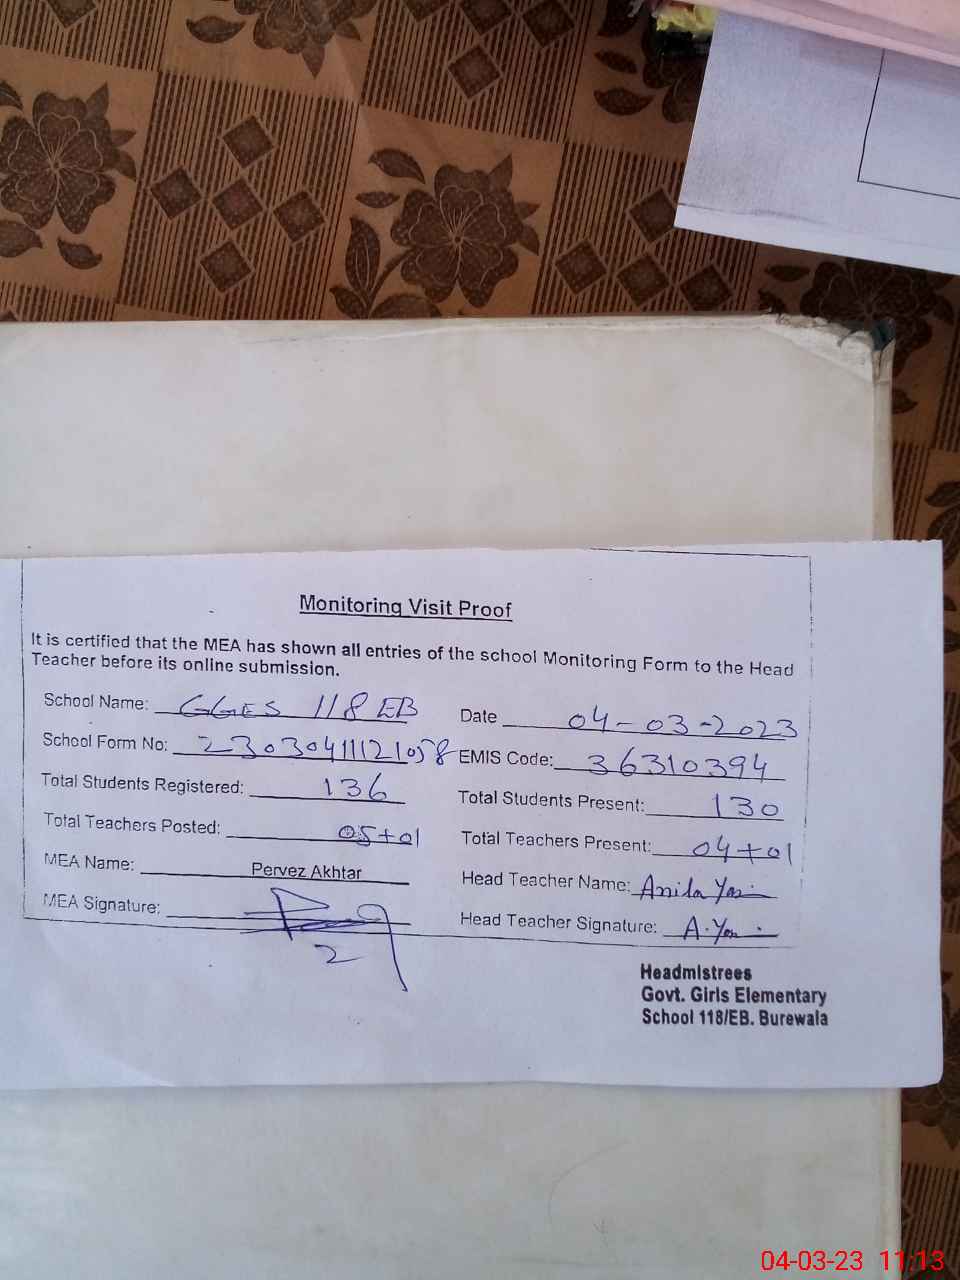 Monitoring Visit Proof
It is certified that the MEA has shown all entries of the school Monitoring Form to the Head
Teacher before its online submission.
School Name: GGES 118 EB
Date 04-03-2023
School Form No: 23030411121058
EMIS Code: 36310394
Total Students Registered: 136
Total Students Present: 130
Total Teachers Posted: 05+01
Total Teachers Present: 04+01
MEA Name: Pervez Akhtar
Head Teacher Name: Anila
MEA Signature:
Head Teacher Signature: A.
2
Headmistrees
Govt. Girls Elementary
School 118/EB. Burewala
04-03-23 11:13